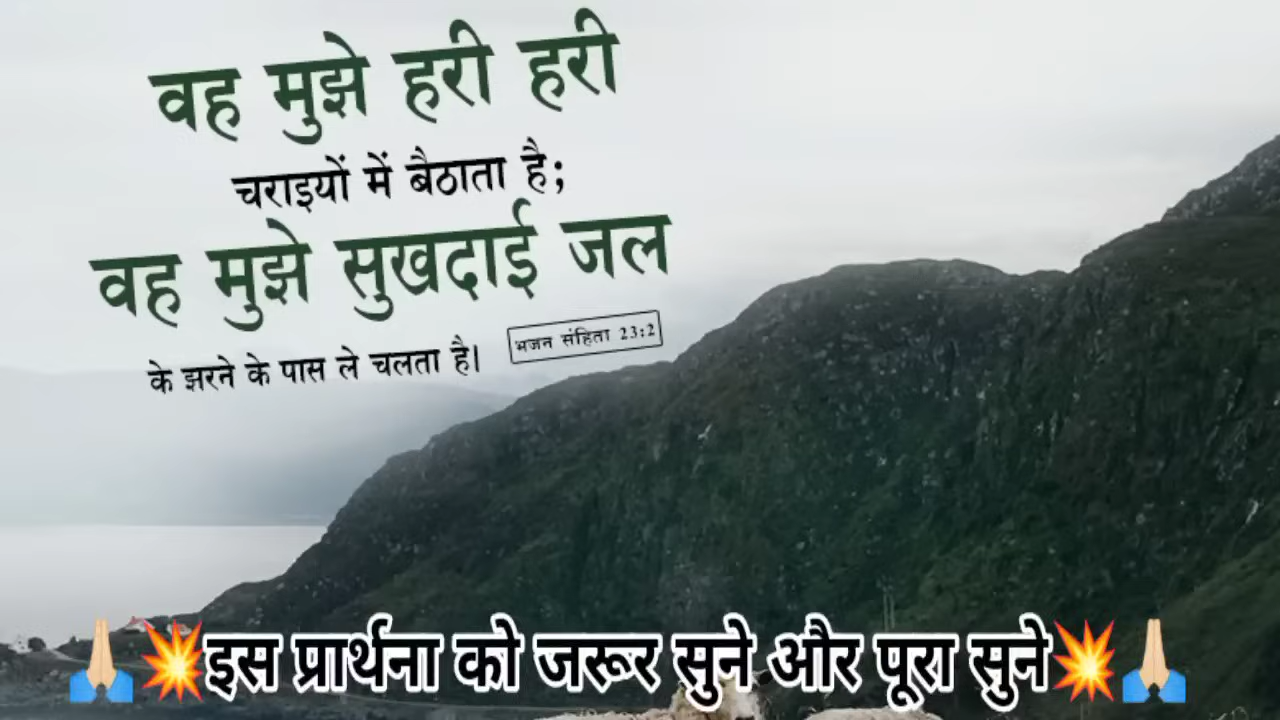 वह मुझे हरी हरी
चराइयों में बैठाता है;
वह मुझे सुखदाई जल
के झरने के पास ले चलता है।
भजन संहिता 23:2
🙏🏻💥इस प्रार्थना को जरूर सुने और पूरा सुने💥🙏🏻